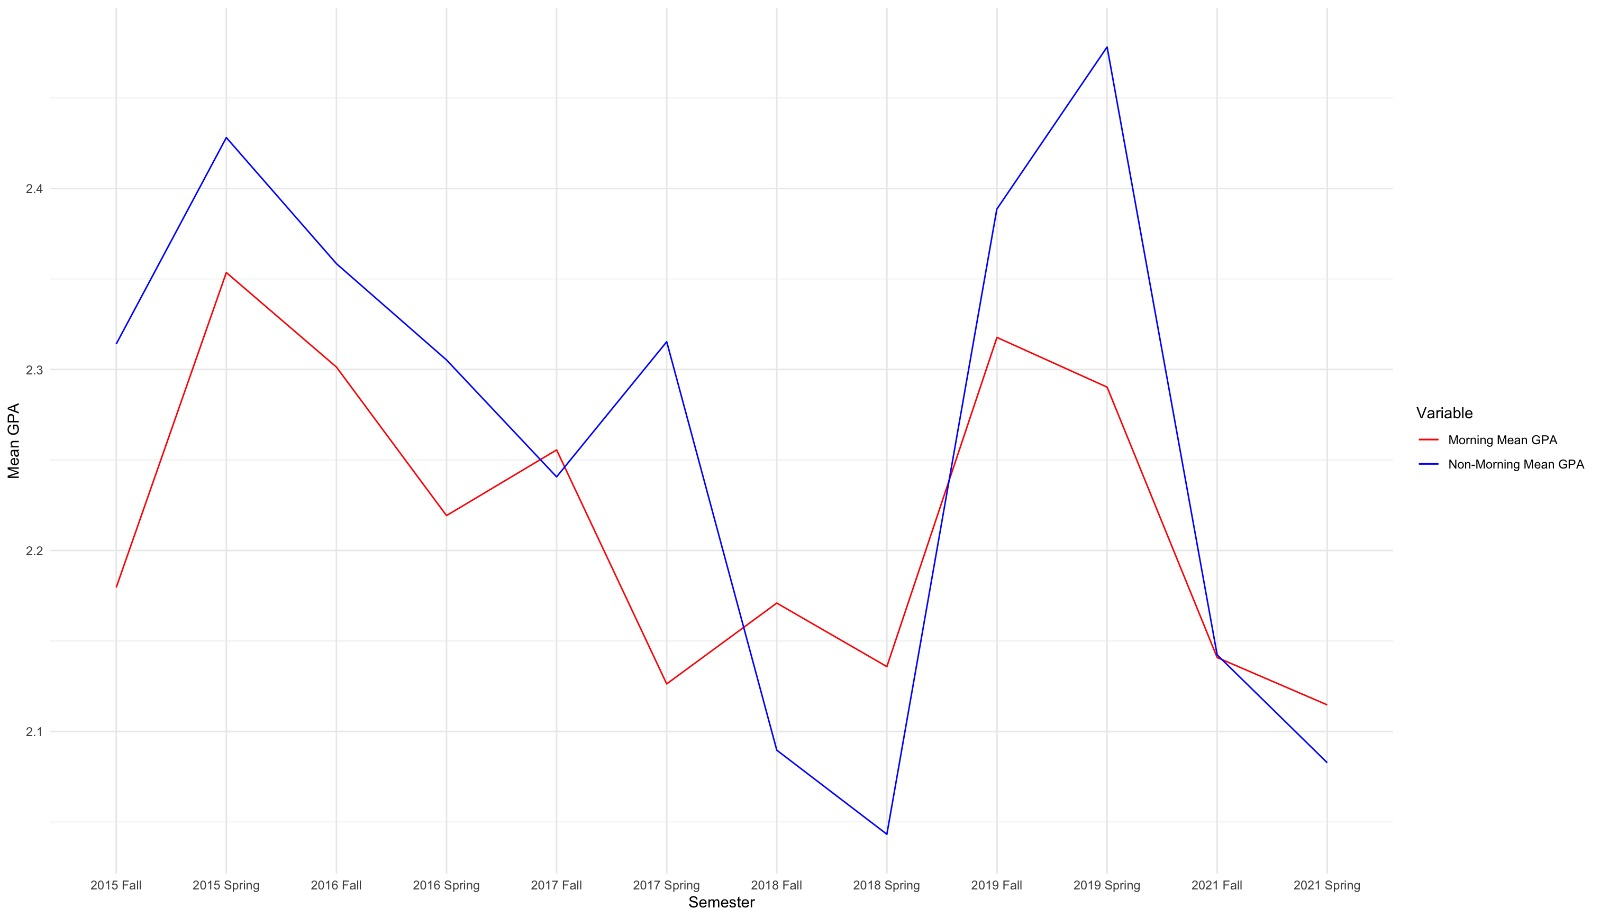 2.4
2.3
2.2
2.1
Mean GPA
2015 Fall 2015 Spring 2016 Fall 2016 Spring 2017 Fall 2017 Spring 2018 Fall 2018 Spring 2019 Fall 2019 Spring 2021 Fall 2021 Spring
Semester
Variable
Morning Mean GPA
Non-Morning Mean GPA